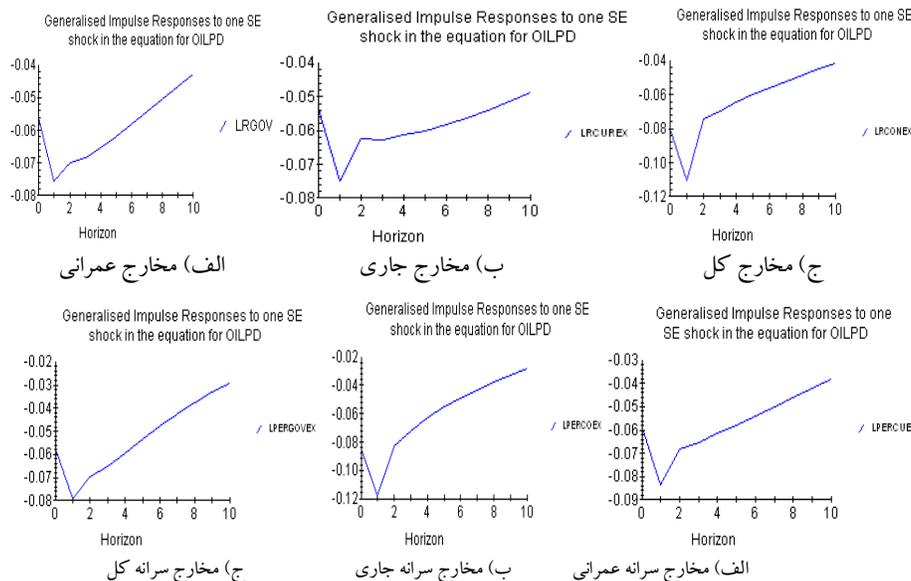 Generalised Impulse Responses to one SE
shock in the equation for OILPD
-0.04
-0.05
-0.06
-0.07
-0.08
0 2 4 6 8 10
Horizon
LRGOV
الف) مخارج عمرانی
Generalised Impulse Responses to one SE
shock in the equation for OILPD
-0.04
-0.05
-0.06
-0.07
-0.08
0 2 4 6 8 10
Horizon
LRCUREX
ب) مخارج جاری
Generalised Impulse Responses to one SE
shock in the equation for OILPD
-0.04
-0.06
-0.08
-0.10
-0.12
0 2 4 6 8 10
Horizon
LRCONEX
ج) مخارج کل
Generalised Impulse Responses to one SE
shock in the equation for OILPD
-0.02
-0.03
-0.04
-0.05
-0.06
-0.07
-0.08
0 2 4 6 8 10
Horizon
LPERGOVEX
ج) مخارج سرانه کل
Generalised Impulse Responses to one SE
shock in the equation for OILPD
-0.02
-0.04
-0.06
-0.08
-0.10
-0.12
0 2 4 6 8 10
Horizon
LPERCOEX
ب) مخارج سرانه جاری
Generalised Impulse Responses to one
SE shock in the equation for OILPD
-0.03
-0.04
-0.05
-0.06
-0.07
-0.08
-0.09
0 2 4 6 8 10
Horizon
LPERCUE
الف) مخارج سرانه عمرانی